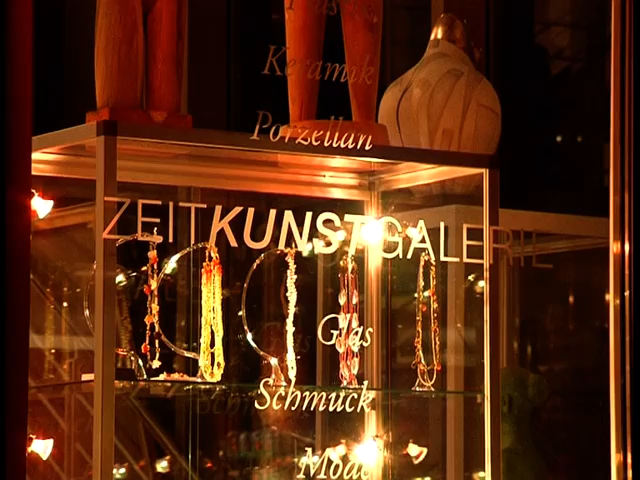 Keramik
Porzellan
ZEITKUNSTGALERIE
Glas
Schmuck
Mode